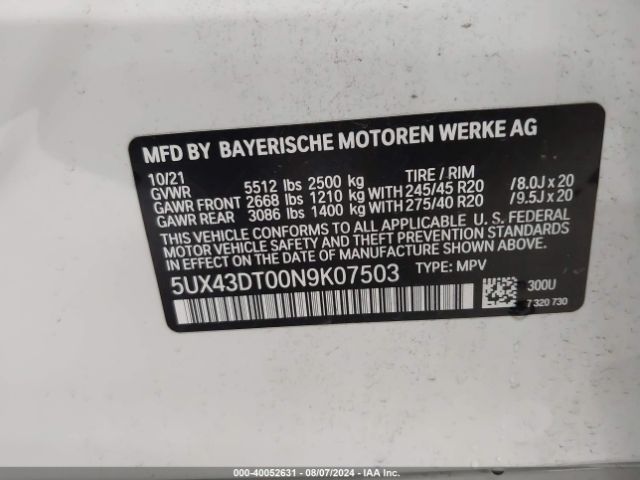 MFD BY BAYERISCHE MOTOREN WERKE AG
10/21 TIRE / RIM
GVWR 5512 lbs 2500 kg
GAWR FRONT 2668 lbs 1210 kg WITH 245/45 R20 /8.0J x 20
GAWR REAR 3086 lbs 1400 kg WITH 275/40 R20 /9.5J x 20
THIS VEHICLE CONFORMS TO ALL APPLICABLE U. S. FEDERAL
MOTOR VEHICLE SAFETY AND THEFT PREVENTION STANDARDS
IN EFFECT ON THE DATE OF MANUFACTURE SHOWN ABOVE.
5UX43DT00N9K07503 TYPE: MPV
300U
7 320 730
000-40052631 - 08/07/2024 - IAA Inc.